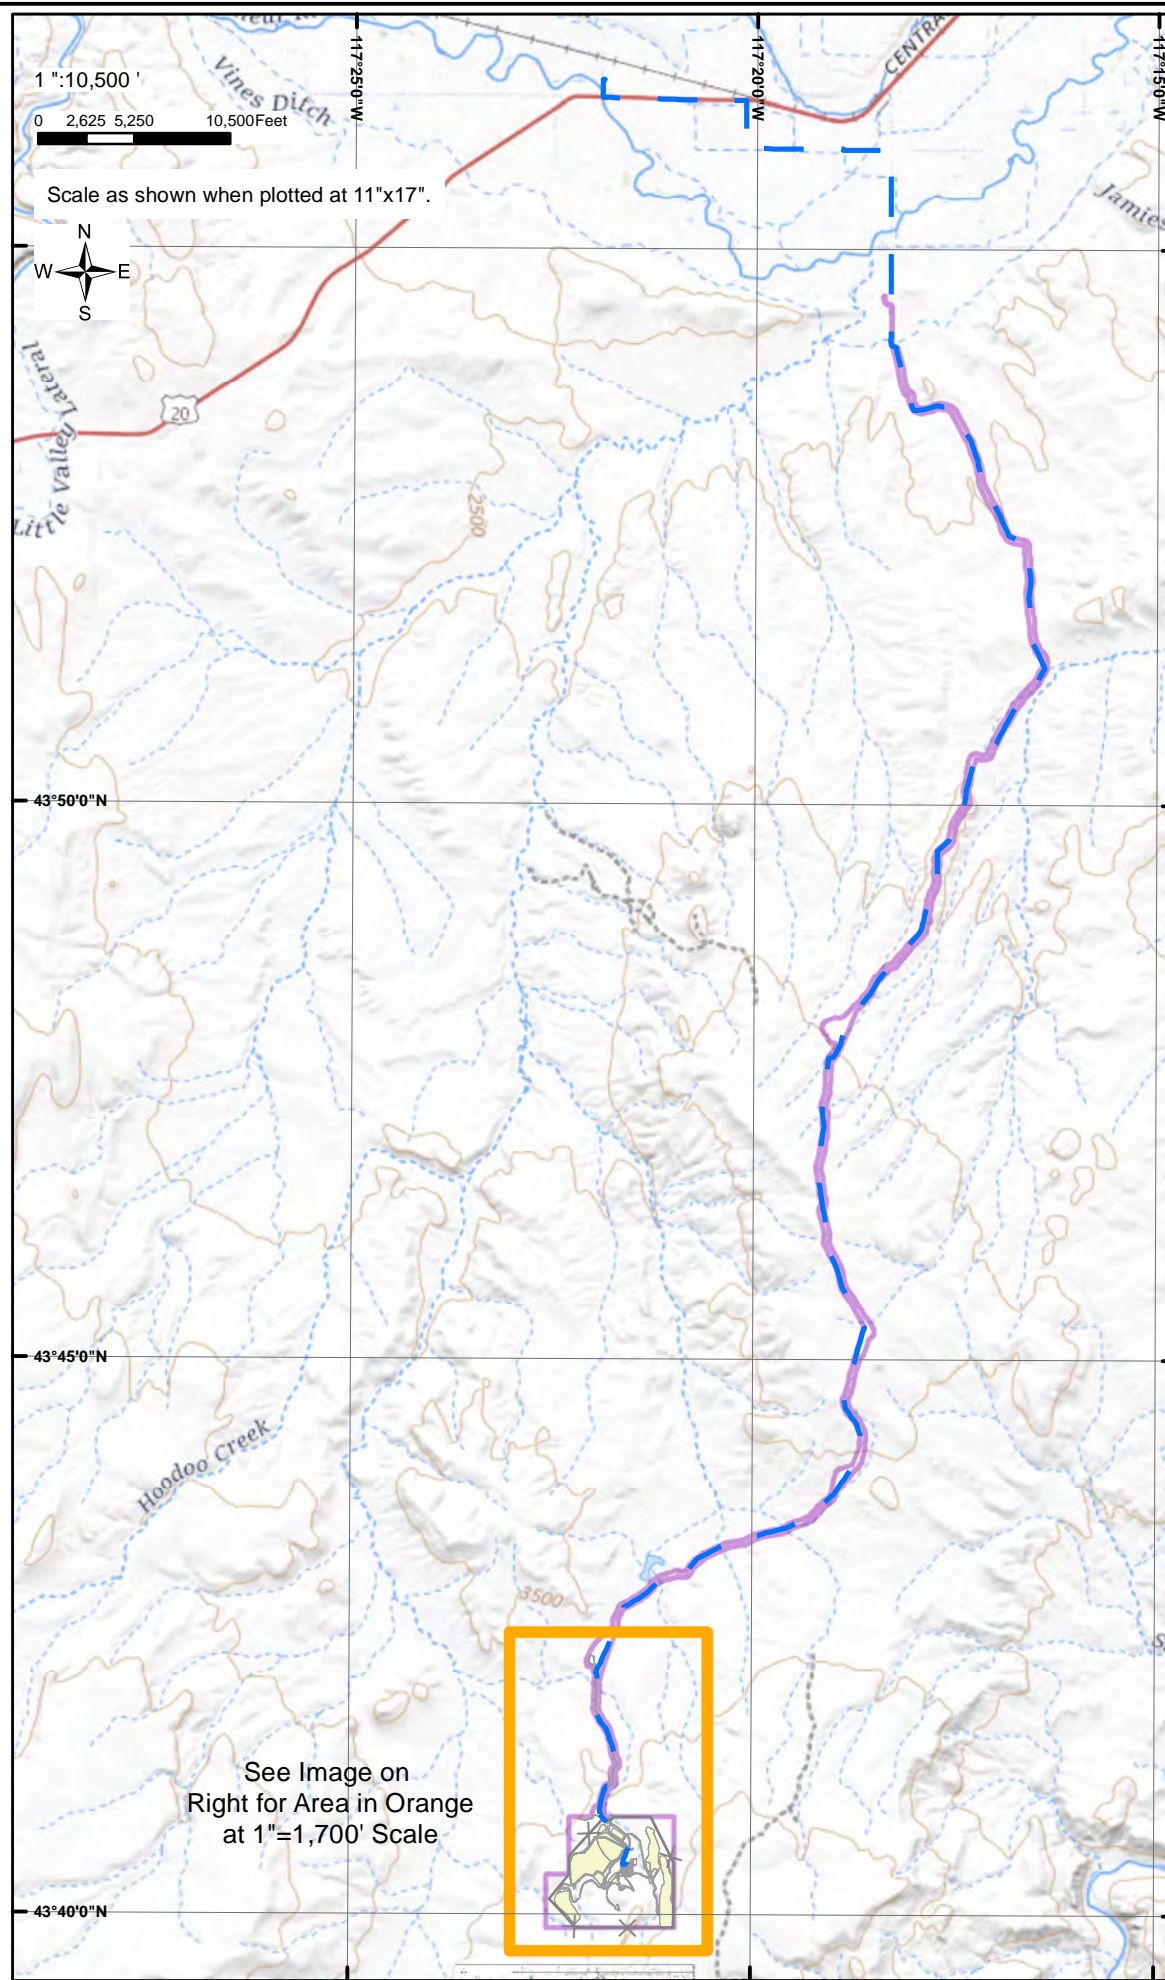 117°25'0"W
117°20'0"W
117°15'0"W
CENTRA
1 ":10,500 '
Vines Ditch
0 2,625 5,250 10,500Feet
Scale as shown when plotted at 11"x17".
Jamies
N
W E
S
Little Valley Lateral
20
2500
43°50'0"N
43°45'0"N
Hoodoo Creek
3500
See Image on
Right for Area in Orange
at 1"=1,700' Scale
43°40'0"N